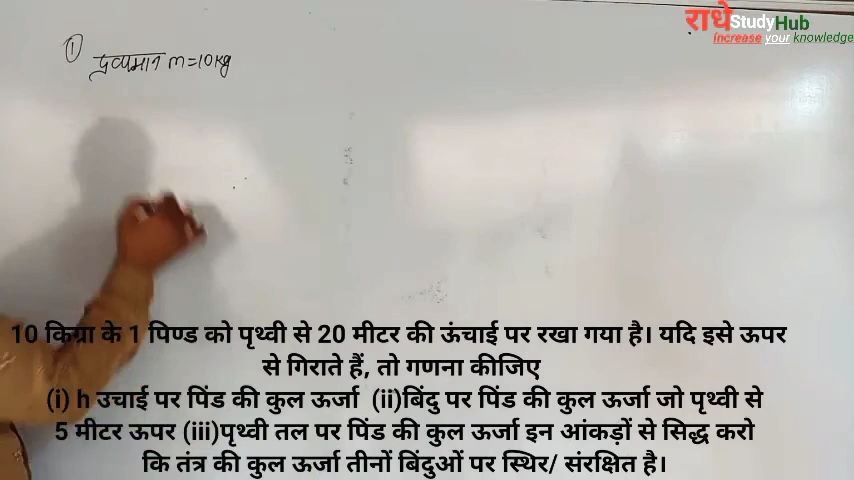 राधे StudyHub
increase your knowledge
① द्रव्यमान m=10kg
10 किग्रा के 1 पिण्ड को पृथ्वी से 20 मीटर की ऊंचाई पर रखा गया है। यदि इसे ऊपर
से गिराते हैं, तो गणना कीजिए
(i) h उचाई पर पिंड की कुल ऊर्जा (ii)बिंदु पर पिंड की कुल ऊर्जा जो पृथ्वी से
5 मीटर ऊपर (iii)पृथ्वी तल पर पिंड की कुल ऊर्जा इन आंकड़ों से सिद्ध करो
कि तंत्र की कुल ऊर्जा तीनों बिंदुओं पर स्थिर/ संरक्षित है।